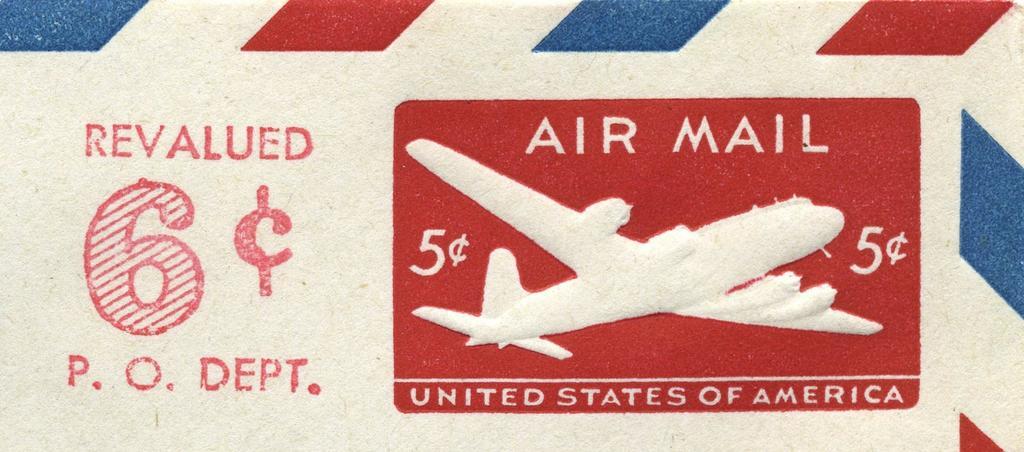 REVALUED
6¢
P. O. DEPT.
AIR MAIL
5¢ 5¢
UNITED STATES OF AMERICA